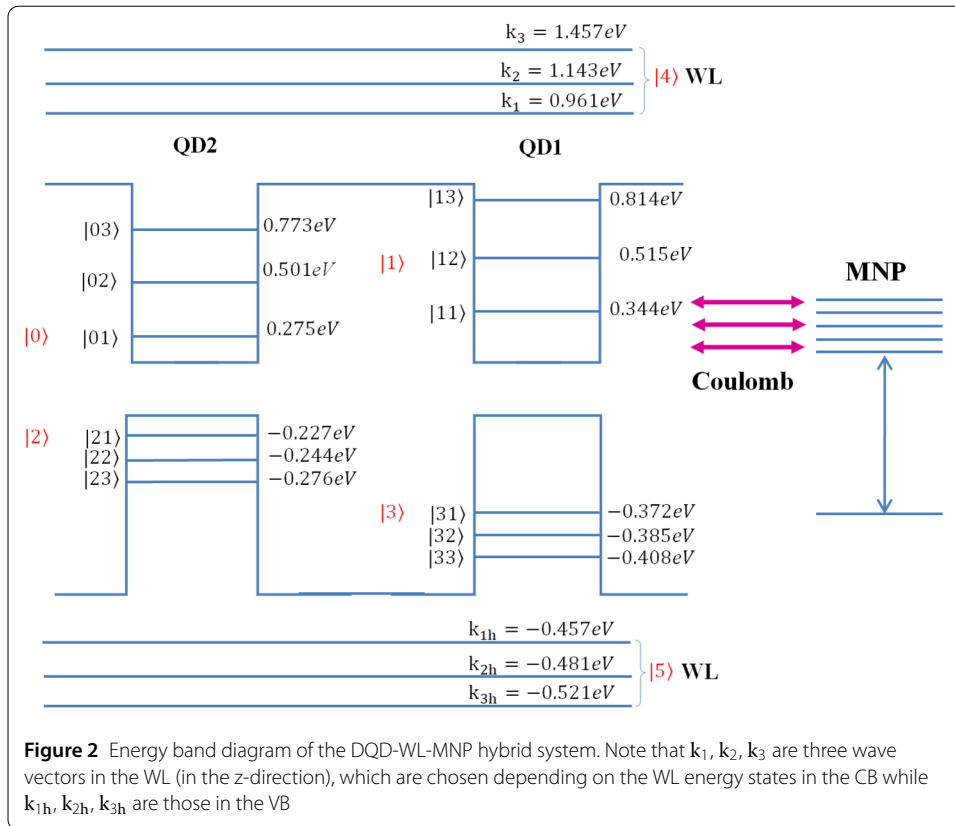 k₃ = 1.457eV
k₂ = 1.143eV
|4⟩ WL
k₁ = 0.961eV
QD2
QD1
|13⟩
0.814eV
|03⟩
0.773eV
|12⟩
0.515eV
|1⟩
MNP
0.501eV
|02⟩
|11⟩
0.344eV
0.275eV
|0⟩
|01⟩
Coulomb
|2⟩
|21⟩
−0.227eV
|22⟩
−0.244eV
|23⟩
−0.276eV
|3⟩
|31⟩
−0.372eV
|32⟩
−0.385eV
|33⟩
−0.408eV
k₁ₕ = −0.457eV
k₂ₕ = −0.481eV
|5⟩ WL
k₃ₕ = −0.521eV
Figure 2 Energy band diagram of the DQD-WL-MNP hybrid system. Note that k₁, k₂, k₃ are three wave
vectors in the WL (in the z-direction), which are chosen depending on the WL energy states in the CB while
k₁ₕ, k₂ₕ, k₃ₕ are those in the VB